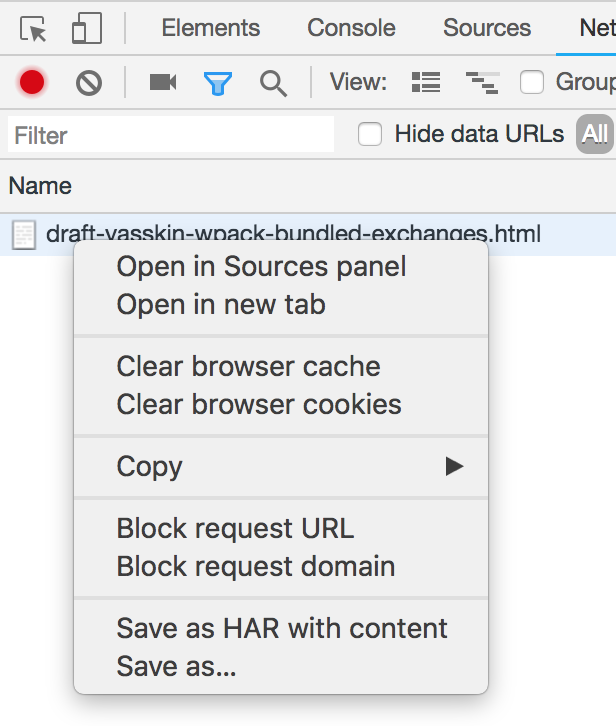 Elements Console Sources Net
View: Group
Filter Hide data URLs All
Name
draft-yasskin-wpack-bundled-exchanges.html
Open in Sources panel
Open in new tab
Clear browser cache
Clear browser cookies
Copy
Block request URL
Block request domain
Save as HAR with content
Save as...